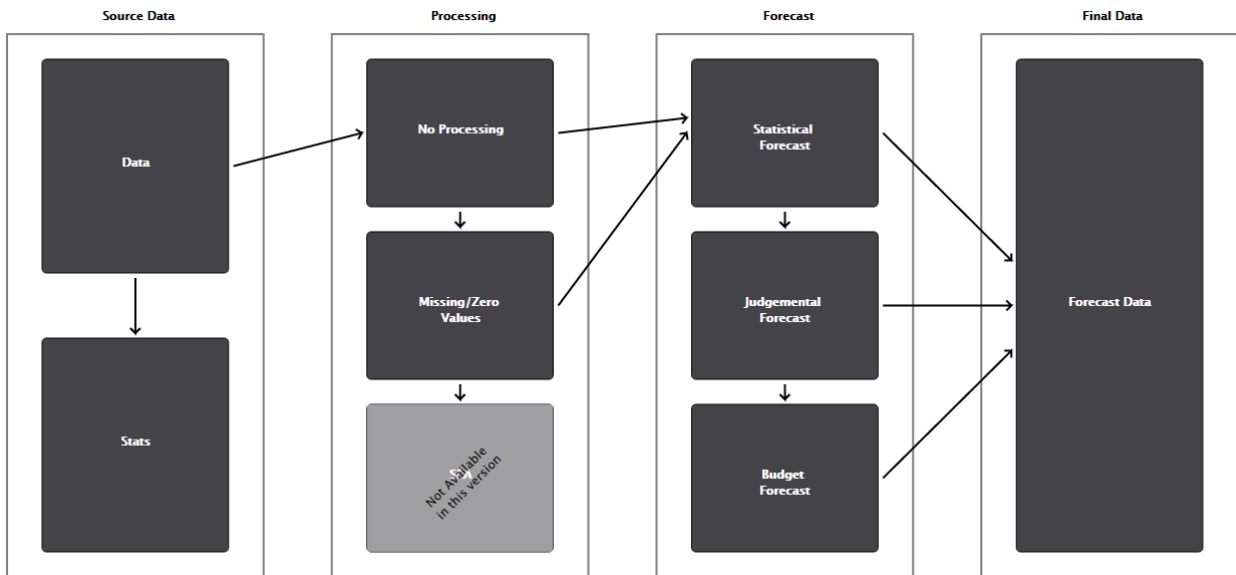 Source Data
Processing
Forecast
Final Data
Data
Stats
No Processing
Missing/Zero
Values
Not Available
in this version
Statistical
Forecast
Judgemental
Forecast
Budget
Forecast
Forecast Data